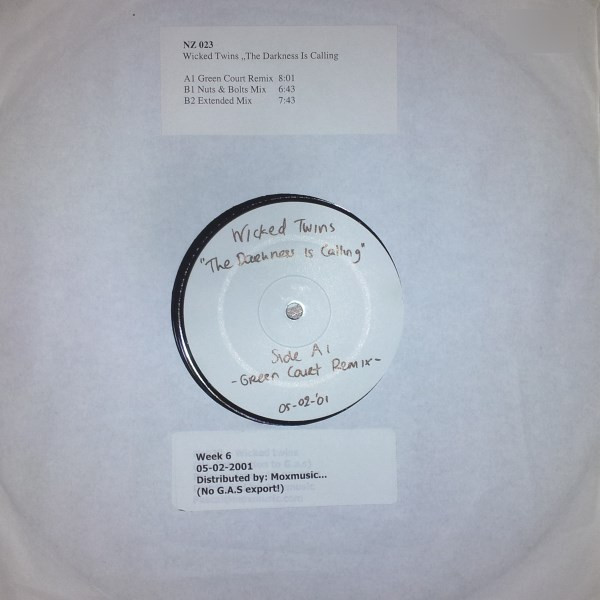 NZ 023
Wicked Twins „The Darkness Is Calling
A1 Green Court Remix 8:01
B1 Nuts & Bolts Mix 6:43
B2 Extended Mix 7:43
Wicked Twins
"The Darkness Is Calling"
Side A1
-Green Court Remix-
05-02-'01
Week 6
05-02-2001
Distributed by: Moxmusic...
(No G.A.S export!)